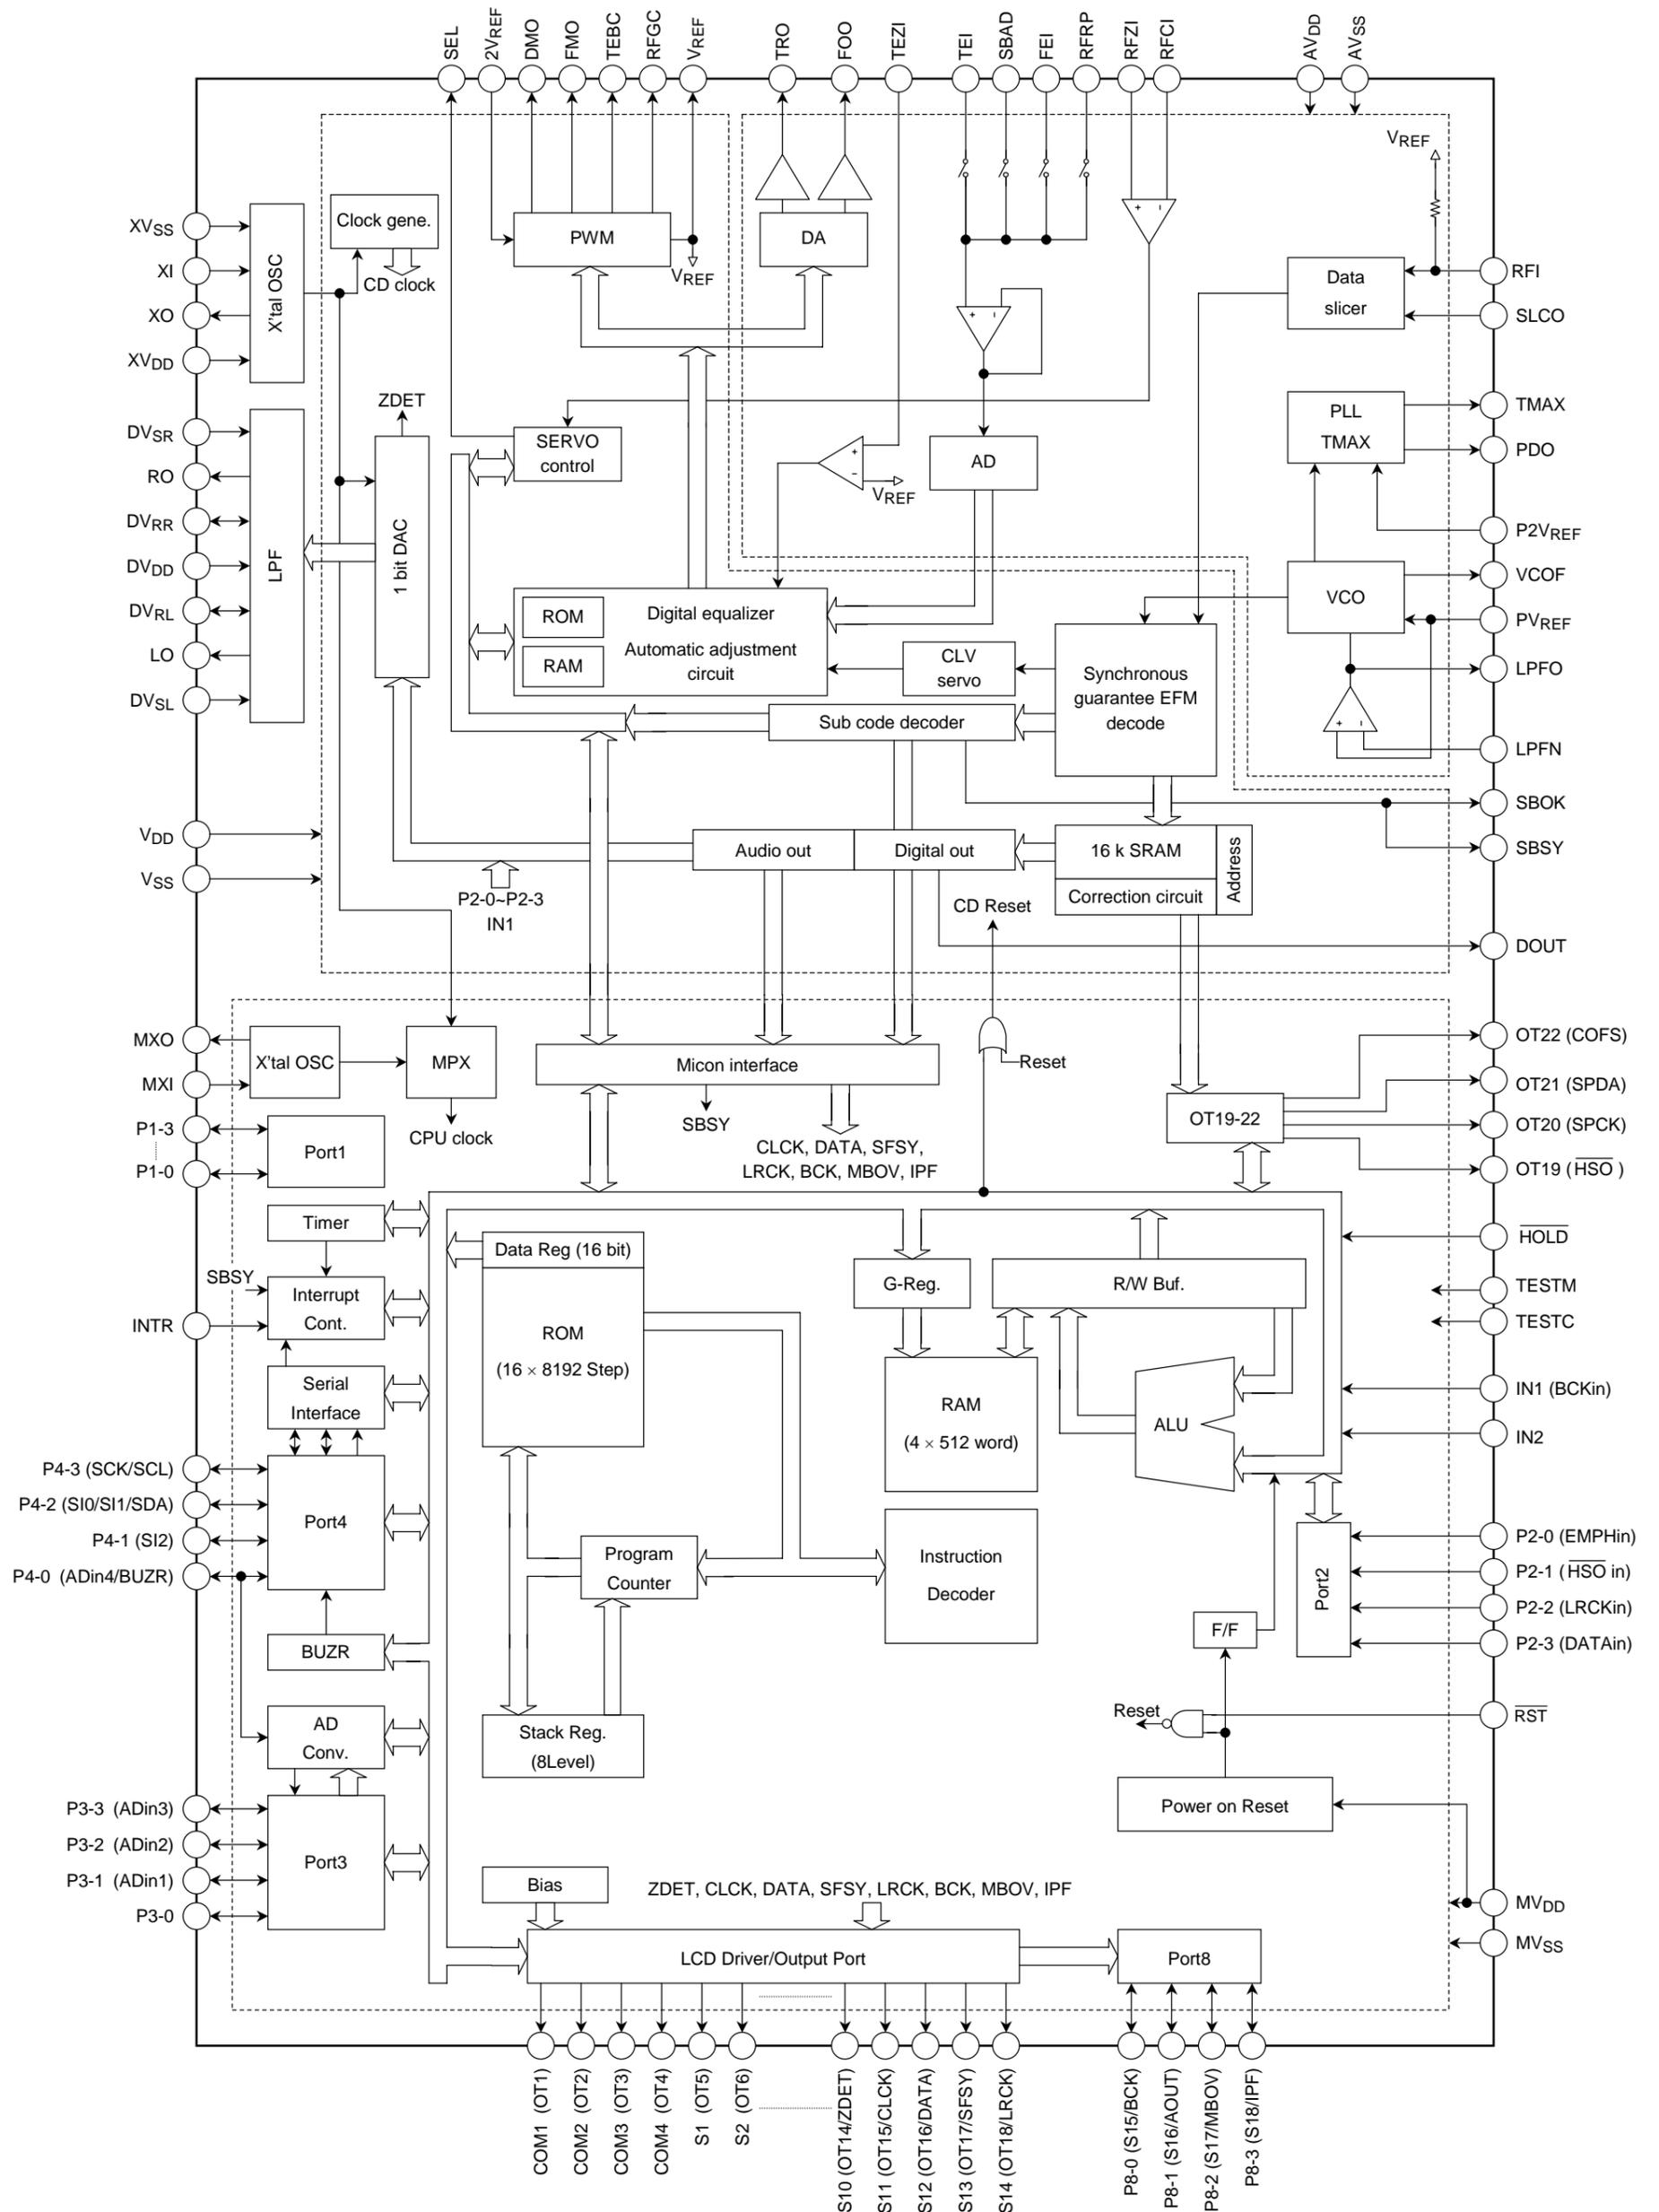 SEL
2VREF
DMO
FMO
TEBC
RFGC
VREF
TRO
FOO
TEZI
TEI
SBAD
FEI
RFRP
RFZI
RFCI
AVDD
AVSS
VREF
XVSS
XI
XO
XVDD
X'tal OSC
Clock gene.
CD clock
PWM
VREF
DA
+ −
+ −
Data
slicer
RFI
SLCO
ZDET
DVSR
RO
DVRR
DVDD
DVRL
LO
DVSL
LPF
1 bit DAC
SERVO
control
+
−
VREF
AD
PLL
TMAX
TMAX
PDO
P2VREF
VCO
VCOF
PVREF
LPFO
+ −
LPFN
ROM
RAM
Digital equalizer
Automatic adjustment
circuit
CLV
servo
Synchronous
guarantee EFM
decode
Sub code decoder
SBOK
SBSY
VDD
VSS
Audio out
Digital out
16 k SRAM
Correction circuit
Address
P2-0~P2-3
IN1
CD Reset
DOUT
MXO
MXI
X'tal OSC
MPX
CPU clock
Micon interface
SBSY
CLCK, DATA, SFSY,
LRCK, BCK, MBOV, IPF
Reset
OT19-22
OT22 (COFS)
OT21 (SPDA)
OT20 (SPCK)
OT19 (HSO )
P1-3
P1-0
Port1
Timer
SBSY
Interrupt
Cont.
INTR
Serial
Interface
Data Reg (16 bit)
ROM
(16 × 8192 Step)
G-Reg.
R/W Buf.
RAM
(4 × 512 word)
ALU
HOLD
TESTM
TESTC
IN1 (BCKin)
IN2
P4-3 (SCK/SCL)
P4-2 (SI0/SI1/SDA)
P4-1 (SI2)
P4-0 (ADin4/BUZR)
Port4
BUZR
Program
Counter
Instruction
Decoder
Port2
P2-0 (EMPHin)
P2-1 (HSO in)
P2-2 (LRCKin)
P2-3 (DATAin)
F/F
AD
Conv.
Stack Reg.
(8Level)
Reset
RST
Power on Reset
P3-3 (ADin3)
P3-2 (ADin2)
P3-1 (ADin1)
P3-0
Port3
Bias
ZDET, CLCK, DATA, SFSY, LRCK, BCK, MBOV, IPF
LCD Driver/Output Port
Port8
MVDD
MVSS
COM1 (OT1)
COM2 (OT2)
COM3 (OT3)
COM4 (OT4)
S1 (OT5)
S2 (OT6)
S10 (OT14/ZDET)
S11 (OT15/CLCK)
S12 (OT16/DATA)
S13 (OT17/SFSY)
S14 (OT18/LRCK)
P8-0 (S15/BCK)
P8-1 (S16/AOUT)
P8-2 (S17/MBOV)
P8-3 (S18/IPF)